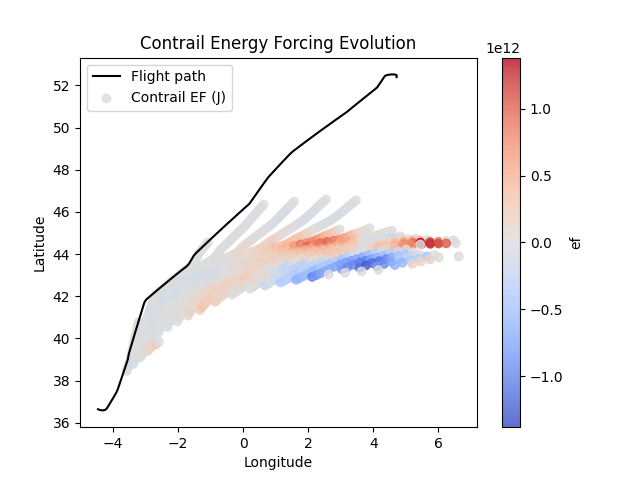 Contrail Energy Forcing Evolution
1e12
Flight path
Contrail EF (J)
52
50
48
46
44
42
40
38
36
Latitude
−4
−2
0
2
4
6
Longitude
1.0
0.5
0.0
−0.5
−1.0
ef